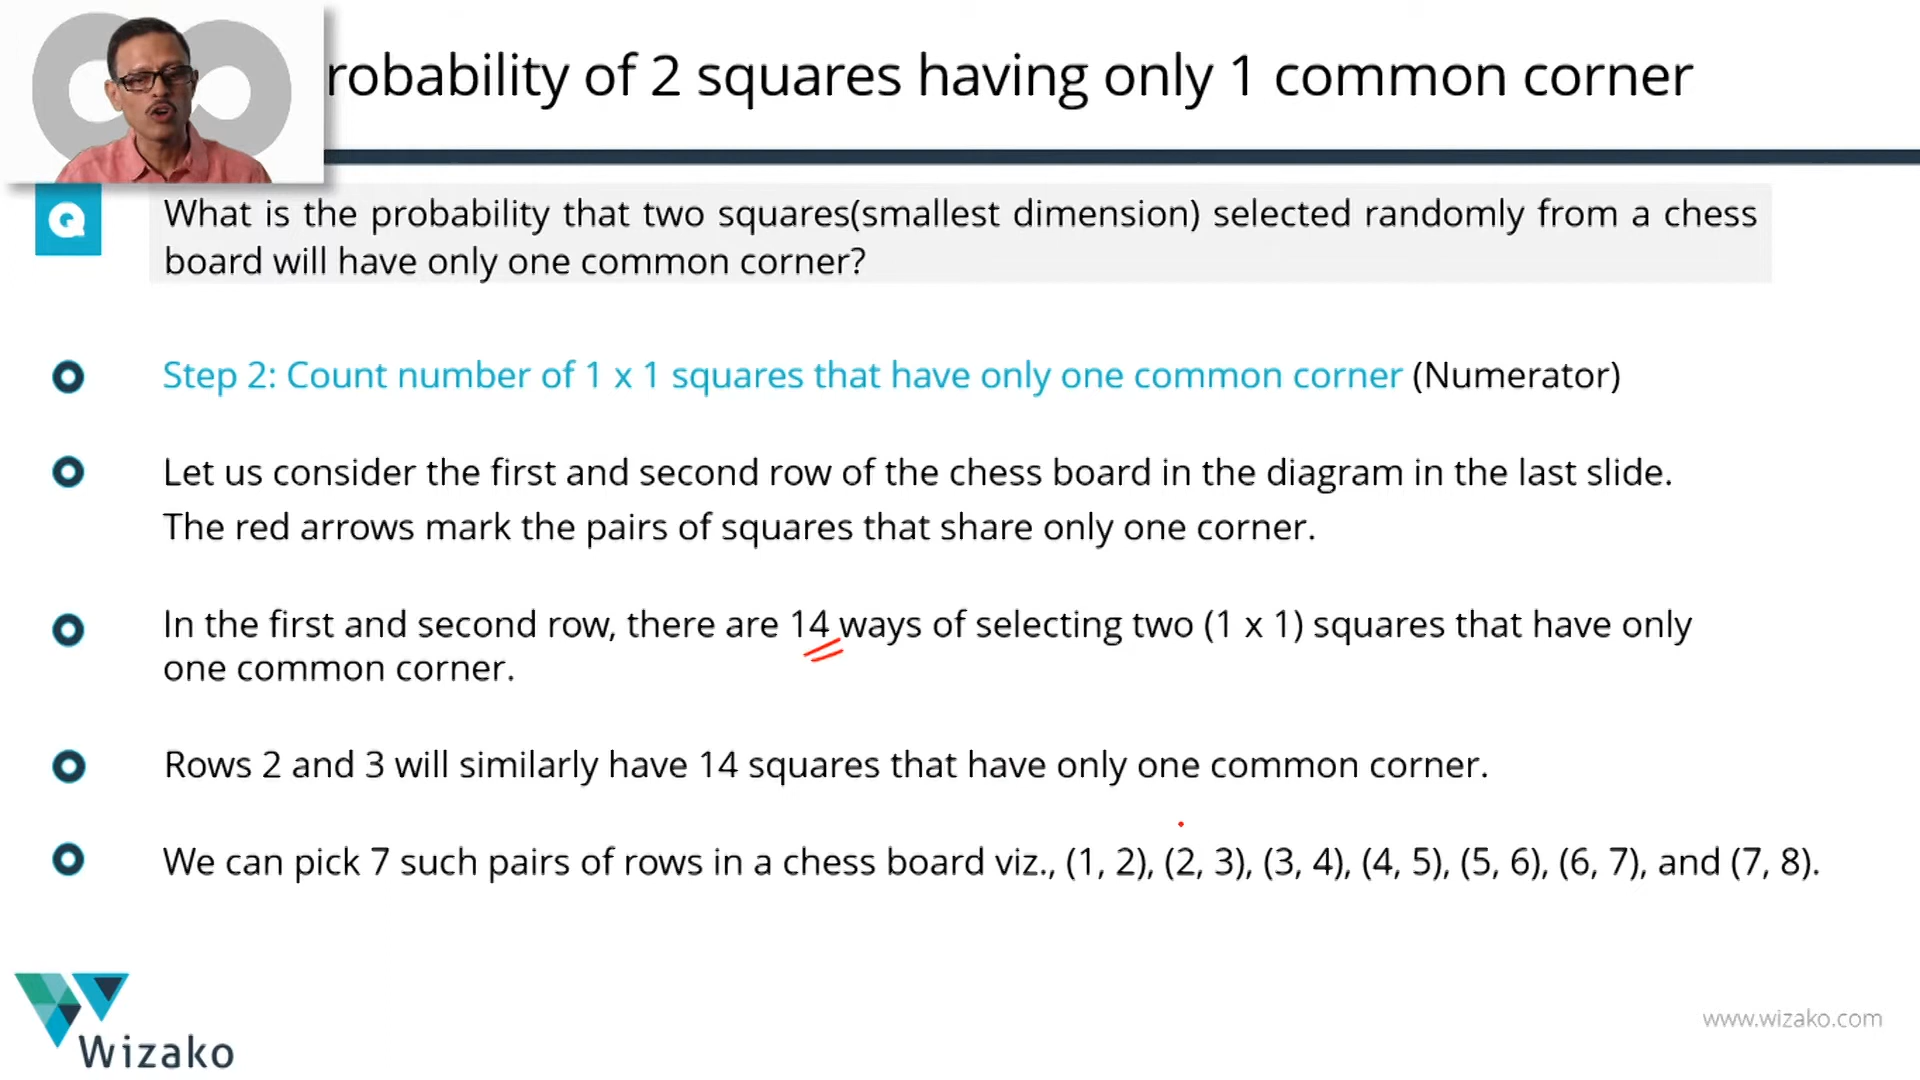 robability of 2 squares having only 1 common corner
Q
What is the probability that two squares(smallest dimension) selected randomly from a chess
board will have only one common corner?
Step 2: Count number of 1 x 1 squares that have only one common corner (Numerator)
Let us consider the first and second row of the chess board in the diagram in the last slide.
The red arrows mark the pairs of squares that share only one corner.
In the first and second row, there are 14 ways of selecting two (1 x 1) squares that have only
one common corner.
Rows 2 and 3 will similarly have 14 squares that have only one common corner.
We can pick 7 such pairs of rows in a chess board viz., (1, 2), (2, 3), (3, 4), (4, 5), (5, 6), (6, 7), and (7, 8).
Wizako
www.wizako.com